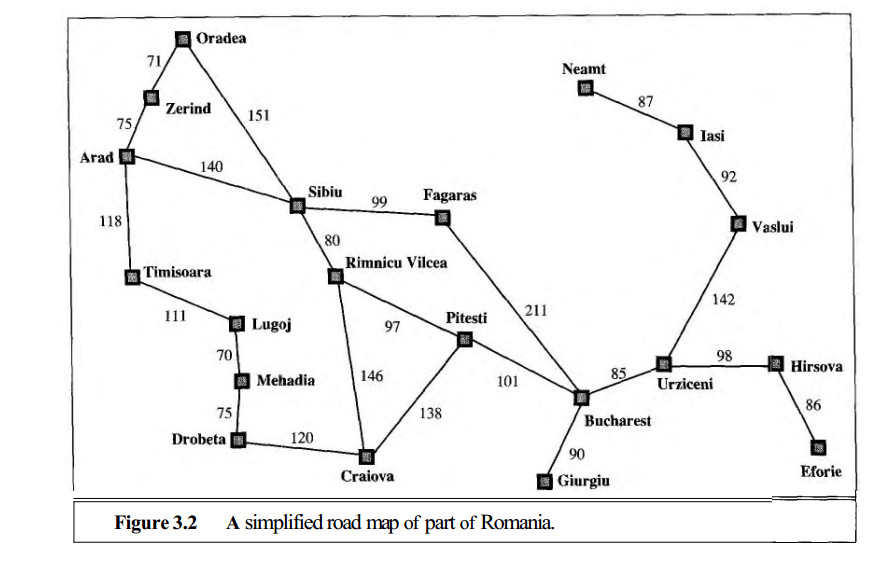 Oradea
71
Neamt
87
Zerind
151
75
Iasi
Arad
140
92
Sibiu
Fagaras
99
118
Vaslui
80
Timisoara
Rimnicu Vilcea
142
111
Lugoj
97
Pitesti
211
70
98
Hirsova
85
Mehadia
146
101
Urziceni
75
138
86
Bucharest
Drobeta
120
90
Craiova
Giurgiu
Eforie
Figure 3.2 A simplified road map of part of Romania.